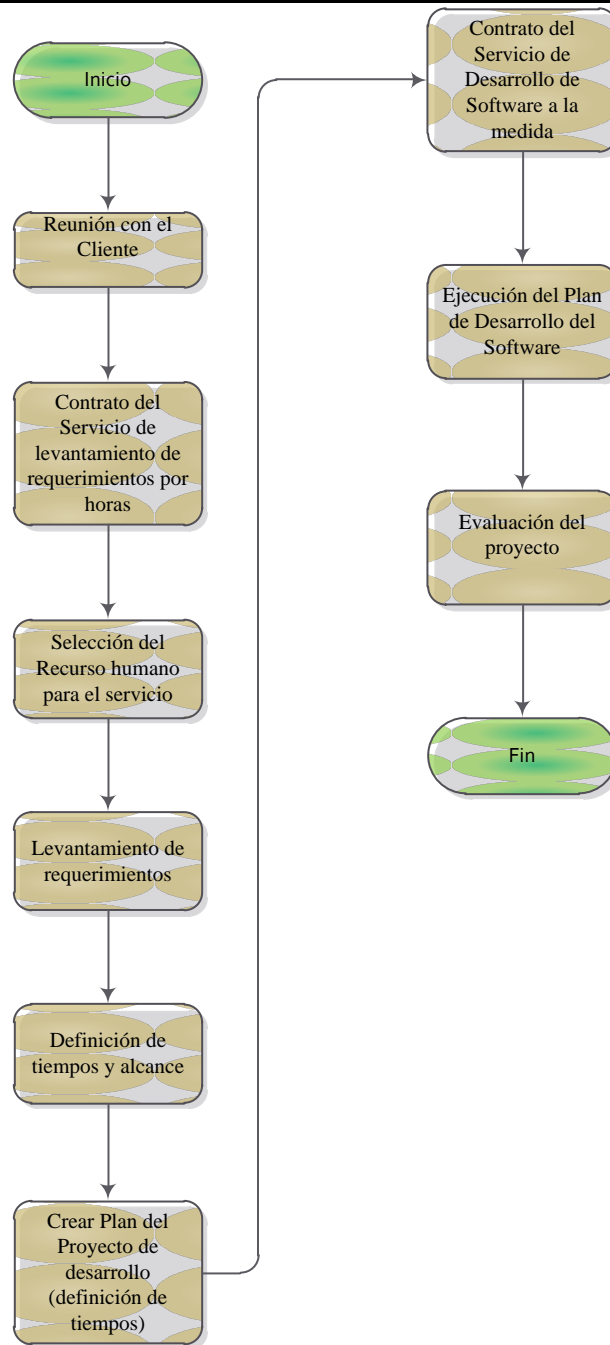 Inicio
Reunión con el
Cliente
Contrato del
Servicio de
levantamiento de
requerimientos por
horas
Selección del
Recurso humano
para el servicio
Levantamiento de
requerimientos
Definición de
tiempos y alcance
Crear Plan del
Proyecto de
desarrollo
(definición de
tiempos)
Contrato del
Servicio de
Desarrollo de
Software a la
medida
Ejecución del Plan
de Desarrollo del
Software
Evaluación del
proyecto
Fin